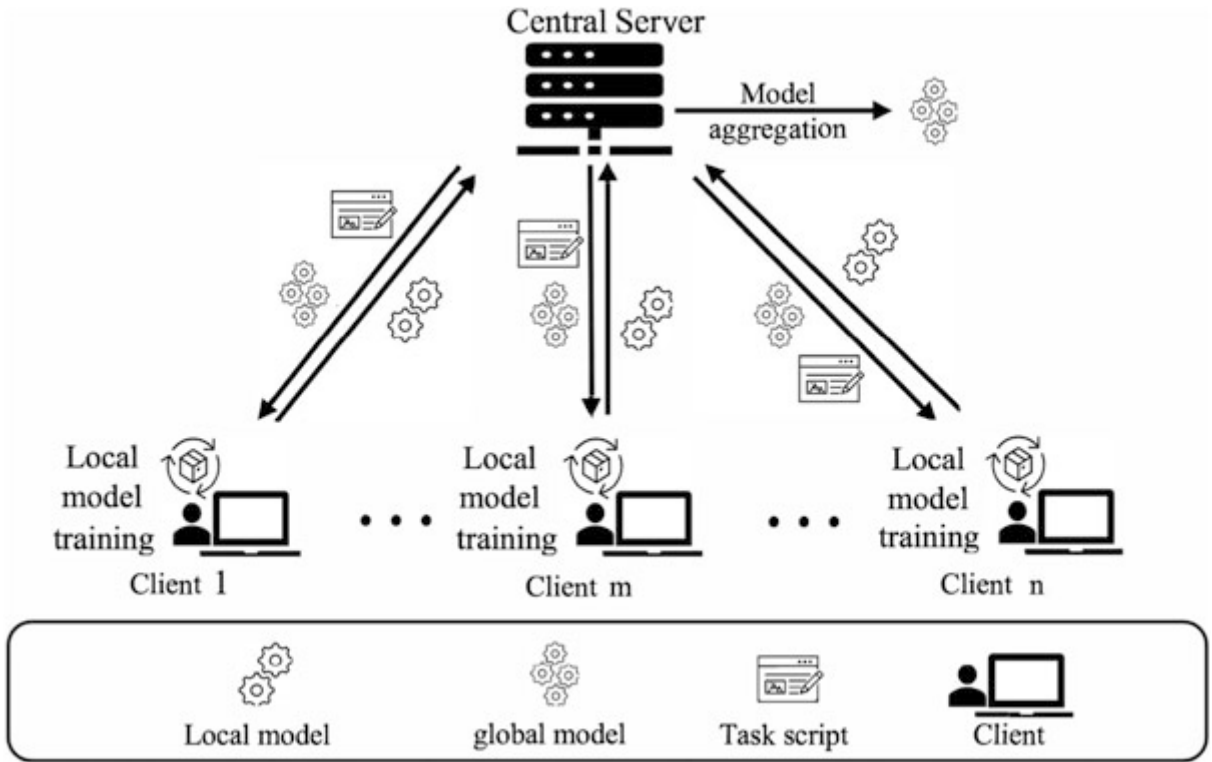 Central Server
Model
aggregation
Local
model
training
Client 1
Local
model
training
Client m
Local
model
training
Client n
Local model
global model
Task script
Client